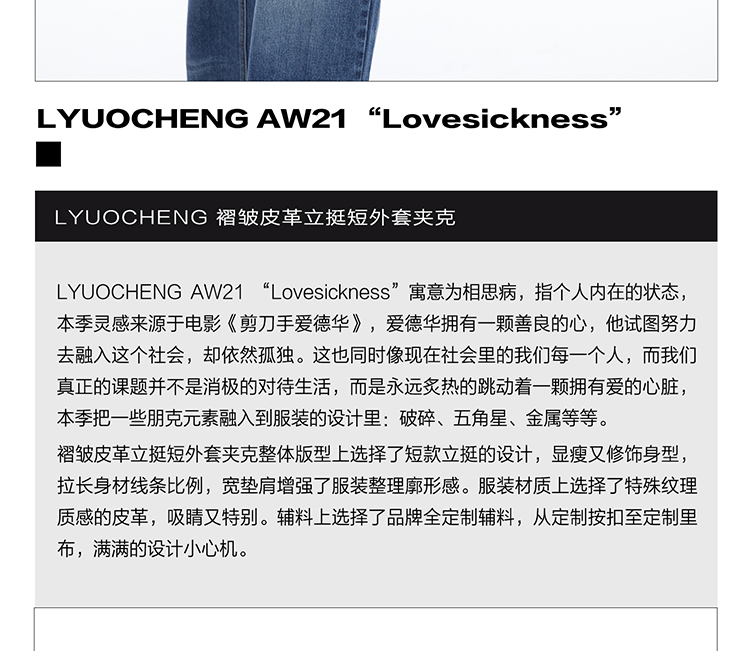 LYUOCHENG AW21 “Lovesickness”
LYUOCHENG 褶皱皮革立挺短外套夹克
LYUOCHENG AW21 “Lovesickness”寓意为相思病，指个人内在的状态，
本季灵感来源于电影《剪刀手爱德华》，爱德华拥有一颗善良的心，他试图努力
去融入这个社会，却依然孤独。这也同时像现在社会里的我们每一个人，而我们
真正的课题并不是消极的对待生活，而是永远炙热的跳动着一颗拥有爱的心脏，
本季把一些朋克元素融入到服装的设计里：破碎、五角星、金属等等。
褶皱皮革立挺短外套夹克整体版型上选择了短款立挺的设计，显瘦又修饰身型，
拉长身材线条比例，宽垫肩增强了服装整理廓形感。服装材质上选择了特殊纹理
质感的皮革，吸睛又特别。辅料上选择了品牌全定制辅料，从定制按扣至定制里
布，满满的设计小心机。